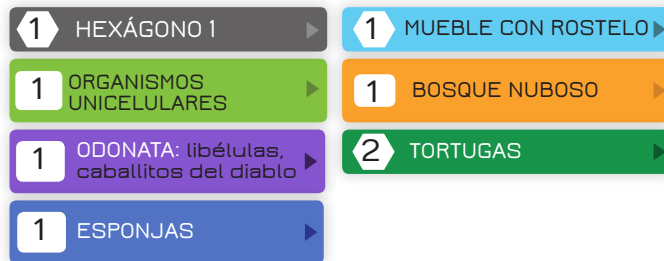 1 HEXÁGONO 1
1 ORGANISMOS
UNICELULARES
1 ODONATA: libélulas,
caballitos del diablo
1 ESPONJAS
1 MUEBLE CON ROSTELO
1 BOSQUE NUBOSO
2 TORTUGAS